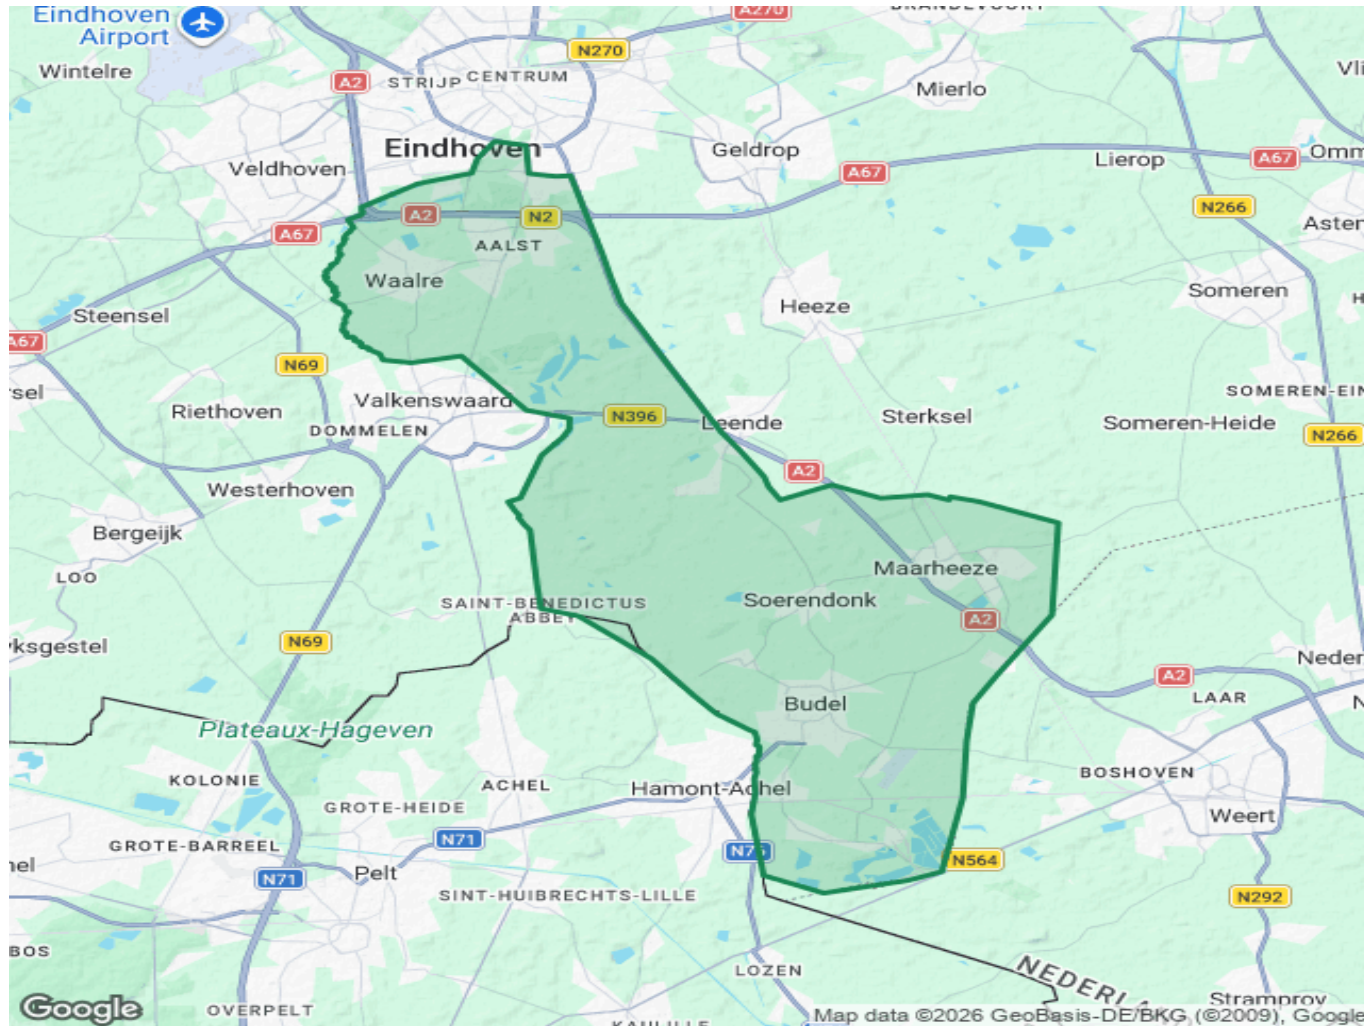 Eindhoven
Airport
BRANDEVOORT
A270
N270
Wintelre
STRIJP
CENTRUM
A2
Mierlo
Eindhoven
Geldrop
Lierop
A67
Veldhoven
A67
N266
A67
A2
N2
AALST
Waalre
Heeze
Someren
Steensel
A67
N69
Valkenswaard
Riethoven
DOMMELEN
N396
Leende
Sterksel
Someren-Heide
N266
A2
Westerhoven
Bergeijk
Maarheeze
LOO
SAINT-BENEDICTUS
ABBEY
Soerendonk
A2
N69
A2
LAAR
Budel
Plateaux-Hageven
KOLONIE
ACHEL
Hamont-Achel
BOSHOVEN
GROTE-HEIDE
Weert
N71
GROTE-BARREEL
N564
N71
Pelt
SINT-HUIBRECHTS-LILLE
N292
LOZEN
OVERPELT
Google
Map data ©2026 GeoBasis-DE/BKG (©2009), Google